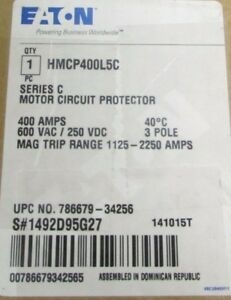 EATON
Powering Business Worldwide
QTY
1
PC
HMCP400L5C
SERIES C
MOTOR CIRCUIT PROTECTOR
400 AMPS 40°C
600 VAC / 250 VDC 3 POLE
MAG TRIP RANGE 1125-2250 AMPS
UPC NO. 786679-34256
S#1492D95G27 141015T
00786679342565 ASSEMBLED IN DOMINICAN REPUBLIC